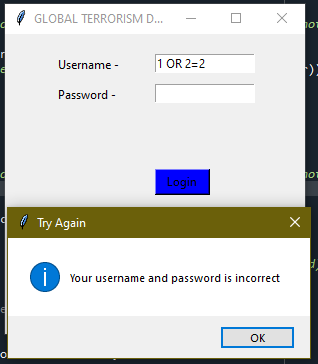 GLOBAL TERRORISM D...
Username -
1 OR 2=2
Password -
Login
Try Again
Your username and password is incorrect
OK